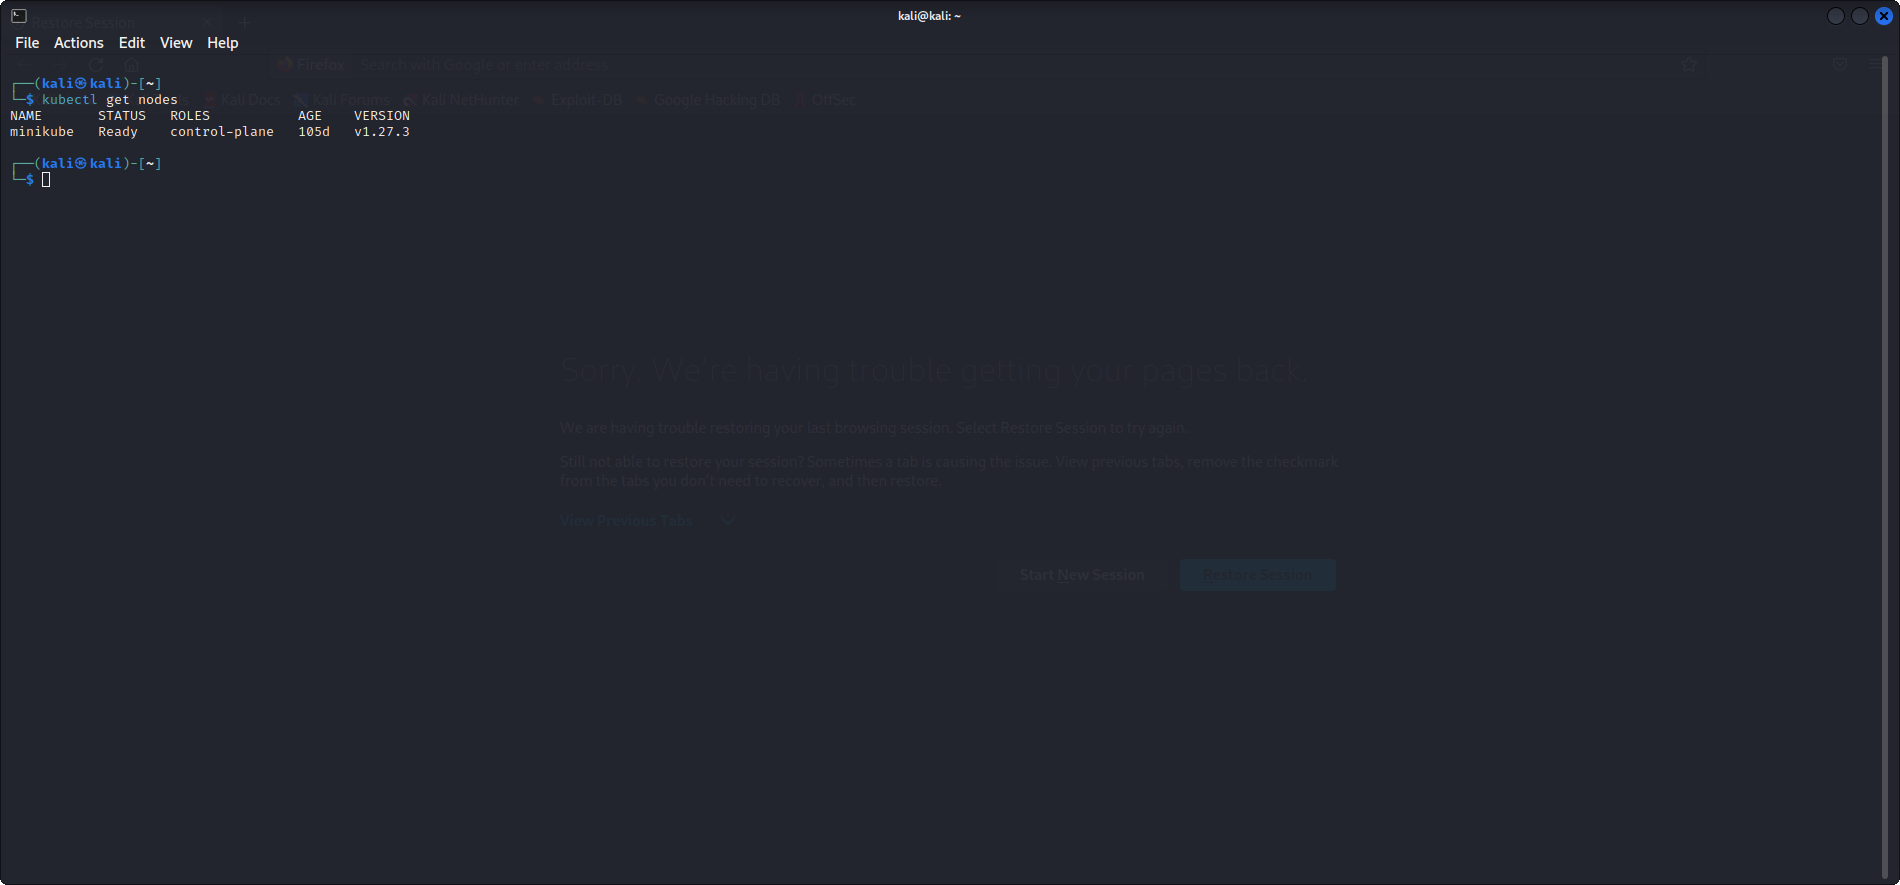 Restore Session
kali@kali: ~
File Actions Edit View Help
Firefox Search with Google or enter address
┌──(kali㉿kali)-[~]
└─$ kubectl get nodes
Kali Docs Kali Forums Kali NetHunter Exploit-DB Google Hacking DB OffSec
NAME STATUS ROLES AGE VERSION
minikube Ready control-plane 105d v1.27.3
┌──(kali㉿kali)-[~]
└─$
Sorry. We're having trouble getting your pages back.
We are having trouble restoring your last browsing session. Select Restore Session to try again.
Still not able to restore your session? Sometimes a tab is causing the issue. View previous tabs, remove the checkmark
from the tabs you don't need to recover, and then restore.
View Previous Tabs
Start New Session Restore Session